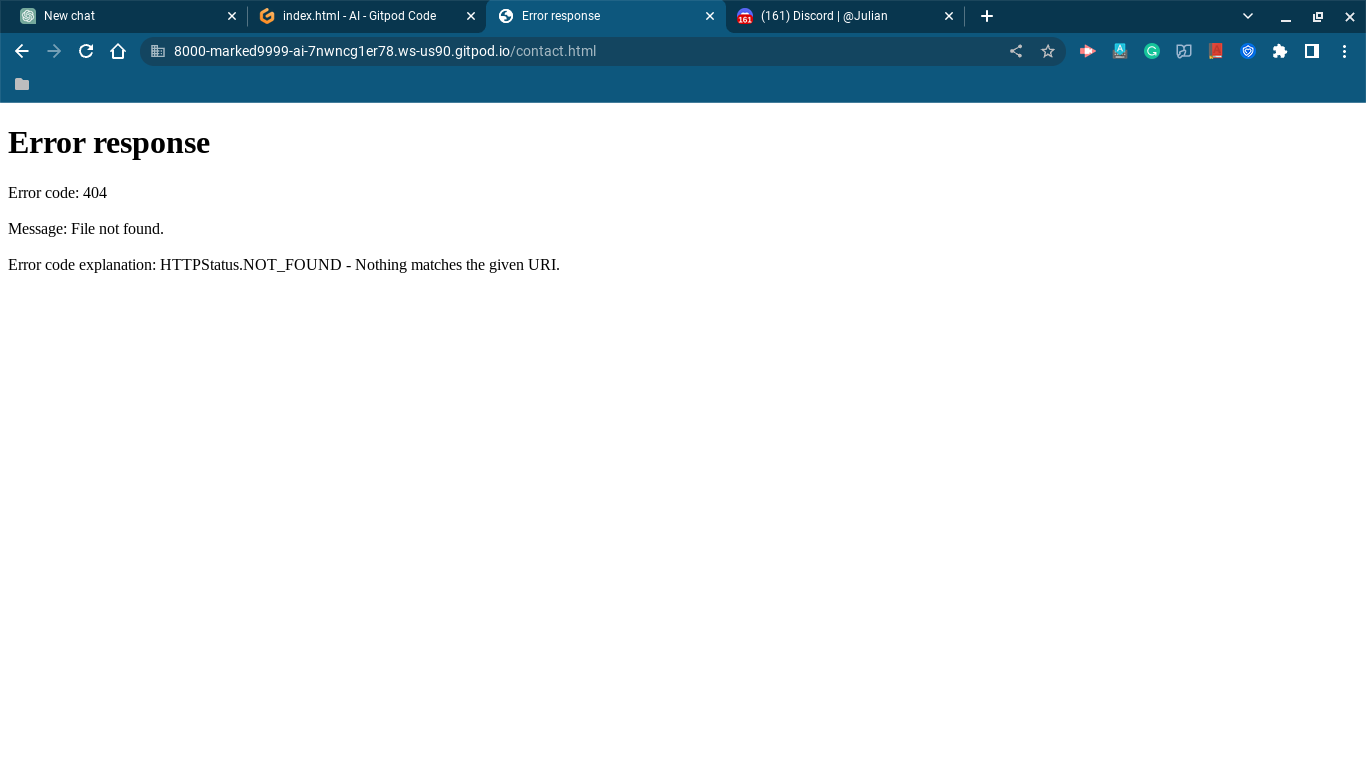 New chat
index.html - AI - Gitpod Code
Error response
(161) Discord | @Julian
8000-marked9999-ai-7nwncg1er78.ws-us90.gitpod.io/contact.html
Error response
Error code: 404
Message: File not found.
Error code explanation: HTTPStatus.NOT_FOUND - Nothing matches the given URI.